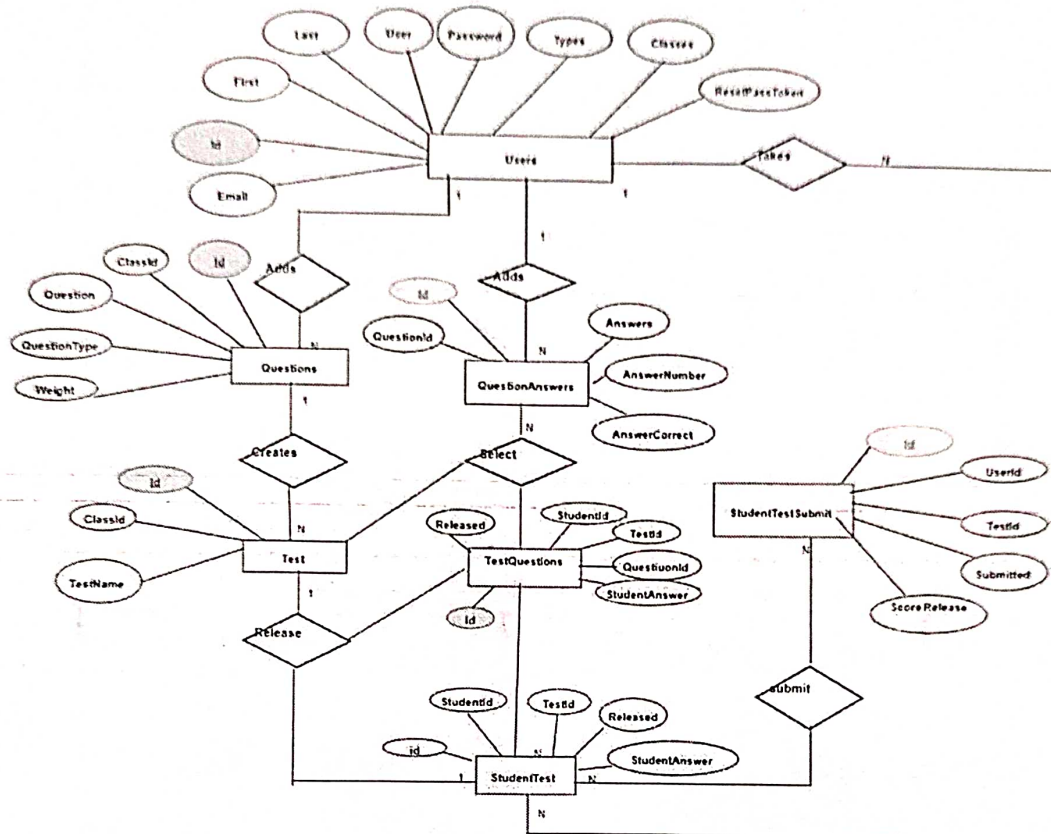 Last
User
Password
Types
Classes
First
ResetPassToken
Id
Users
Takes
N
Email
1
1
1
ClassId
Id
Adds
Adds
Question
Id
Answers
QuestionId
QuestionType
N
N
Questions
QuestionAnswers
AnswerNumber
Weight
1
N
AnswerCorrect
Creates
Select
Id
Id
UserId
ClassId
N
Released
StudentId
StudentTestSubmit
TestId
TestId
Test
TestQuestions
QuestiuonId
N
TestName
StudentAnswer
Submitted
1
Id
ScoreRelease
Release
submit
StudentId
TestId
Released
id
N
StudentAnswer
1
StudentTest
N
N